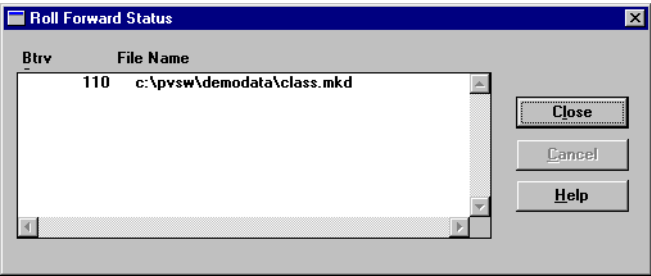 Roll Forward Status
Btrv File Name
110 c:\pvsw\demodata\class.mkd
Close
Cancel
Help